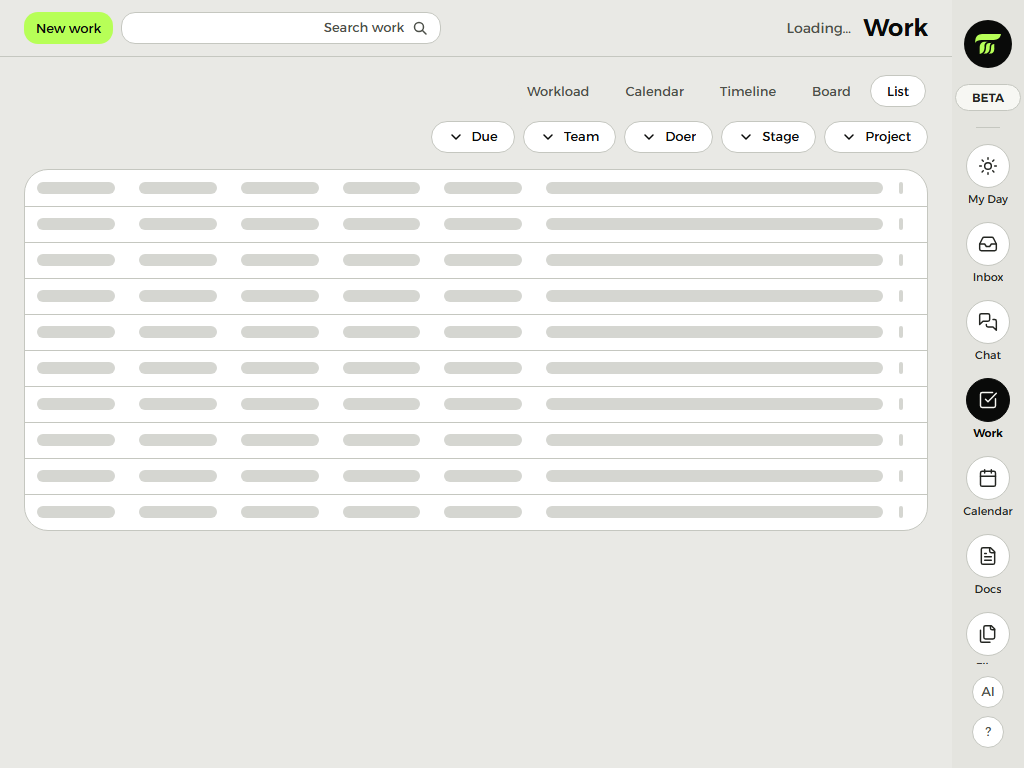 New work
Search work
Loading...
Work
Workload
Calendar
Timeline
Board
List
Due
Team
Doer
Stage
Project
BETA
My Day
Inbox
Chat
Work
Calendar
Docs
AI
?